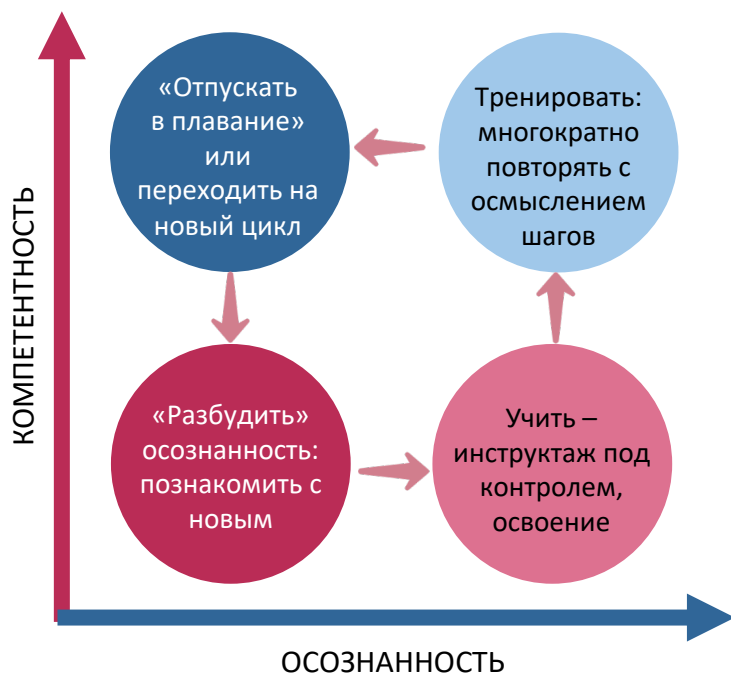 КОМПЕТЕНТНОСТЬ
«Отпускать
в плавание»
или
переходить на
новый цикл
Тренировать:
многократно
повторять с
осмыслением
шагов
«Разбудить»
осознанность:
познакомить с
новым
Учить –
инструктаж под
контролем,
освоение
ОСОЗНАННОСТЬ